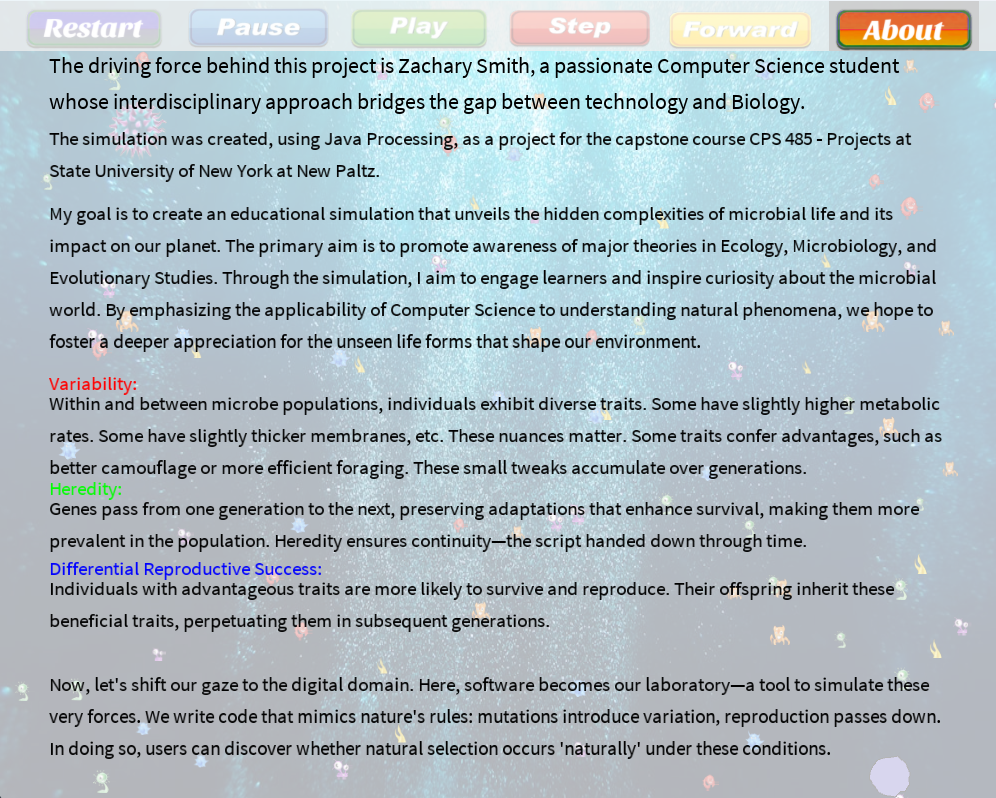 Restart Pause Play Step Forward About
The driving force behind this project is Zachary Smith, a passionate Computer Science student
whose interdisciplinary approach bridges the gap between technology and Biology.
The simulation was created, using Java Processing, as a project for the capstone course CPS 485 - Projects at
State University of New York at New Paltz.
My goal is to create an educational simulation that unveils the hidden complexities of microbial life and its
impact on our planet. The primary aim is to promote awareness of major theories in Ecology, Microbiology, and
Evolutionary Studies. Through the simulation, I aim to engage learners and inspire curiosity about the microbial
world. By emphasizing the applicability of Computer Science to understanding natural phenomena, we hope to
foster a deeper appreciation for the unseen life forms that shape our environment.
Variability:
Within and between microbe populations, individuals exhibit diverse traits. Some have slightly higher metabolic
rates. Some have slightly thicker membranes, etc. These nuances matter. Some traits confer advantages, such as
better camouflage or more efficient foraging. These small tweaks accumulate over generations.
Heredity:
Genes pass from one generation to the next, preserving adaptations that enhance survival, making them more
prevalent in the population. Heredity ensures continuity—the script handed down through time.
Differential Reproductive Success:
Individuals with advantageous traits are more likely to survive and reproduce. Their offspring inherit these
beneficial traits, perpetuating them in subsequent generations.
Now, let's shift our gaze to the digital domain. Here, software becomes our laboratory—a tool to simulate these
very forces. We write code that mimics nature's rules: mutations introduce variation, reproduction passes down.
In doing so, users can discover whether natural selection occurs 'naturally' under these conditions.